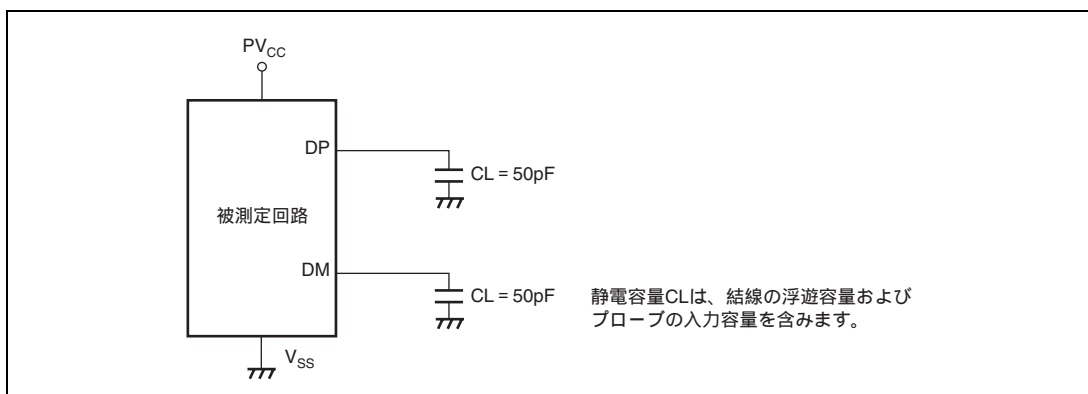 PVCC
DP
CL = 50pF
被測定回路
DM
CL = 50pF
静電容量CLは、結線の浮遊容量および
プローブの入力容量を含みます。
VSS